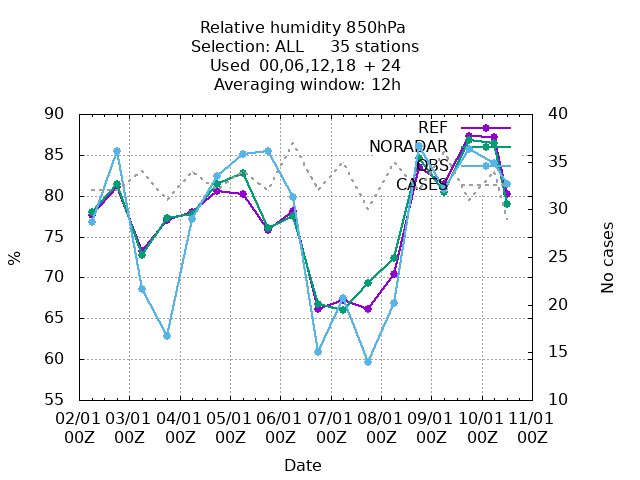 Relative humidity 850hPa
Selection: ALL 35 stations
Used 00,06,12,18 + 24
Averaging window: 12h
90 40
REF
NORADAR
85 35
OBS
CASES
80 30
75 25
%
No cases
70 20
65
60 15
55 10
02/01 03/01 04/01 05/01 06/01 07/01 08/01 09/01 10/01 11/01
00Z 00Z 00Z 00Z 00Z 00Z 00Z 00Z 00Z 00Z
Date